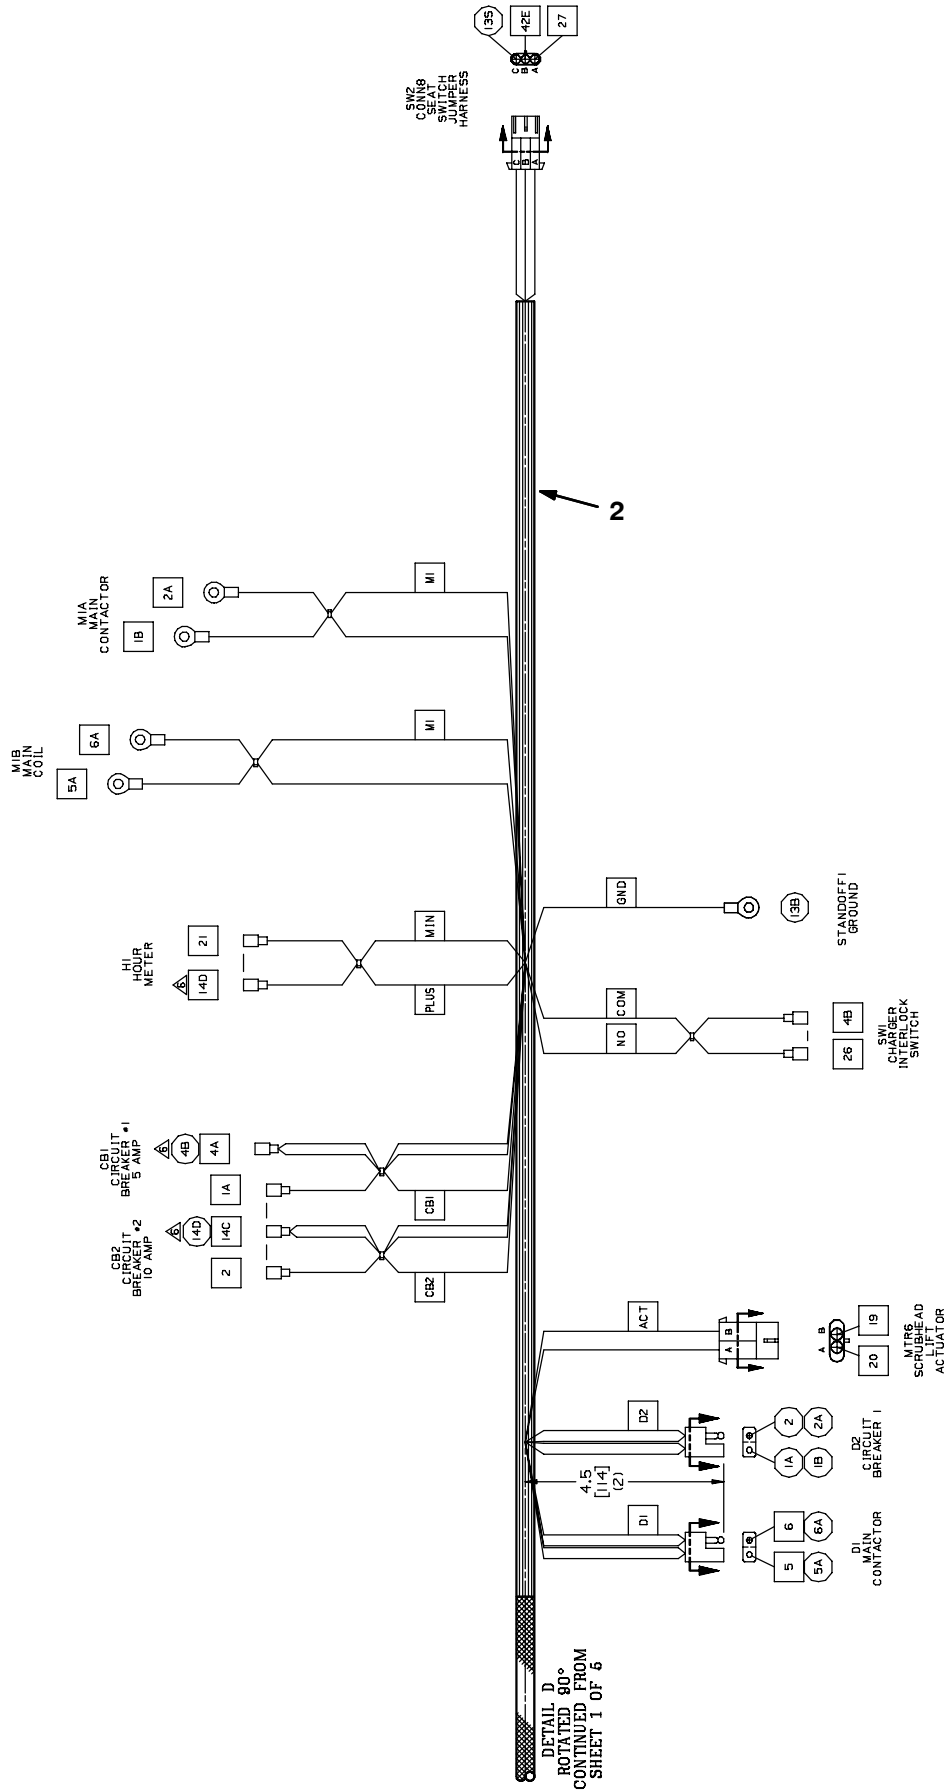 13S
42E
27
C
B
A
SW2
CONN8
SEAT
SWITCH
JUMPER
HARNESS
C
B
A
2
M1A
MAIN
CONTACTOR
2A
1B
M1
M1B
MAIN
COIL
6A
5A
M1
H1
HOUR
METER
21
6
14D
MIN
PLUS
GND
13B
STANDOFF1
GROUND
COM
NO
4B
26
SW1
CHARGER
INTERLOCK
SWITCH
CB1
CIRCUIT
BREAKER #1
5 AMP
6
4B
4A
1A
CB1
CB2
CIRCUIT
BREAKER #2
10 AMP
6
14D
14C
2
CB2
ACT
B
A
B
A
19
20
MTR6
SCRUBHEAD
LIFT
ACTUATOR
D2
2
2A
1A
1B
D2
CIRCUIT
BREAKER 1
4.5
[114]
(2)
D1
6
6A
5
5A
D1
MAIN
CONTACTOR
DETAIL D
ROTATED 90°
CONTINUED FROM
SHEET 1 OF 5